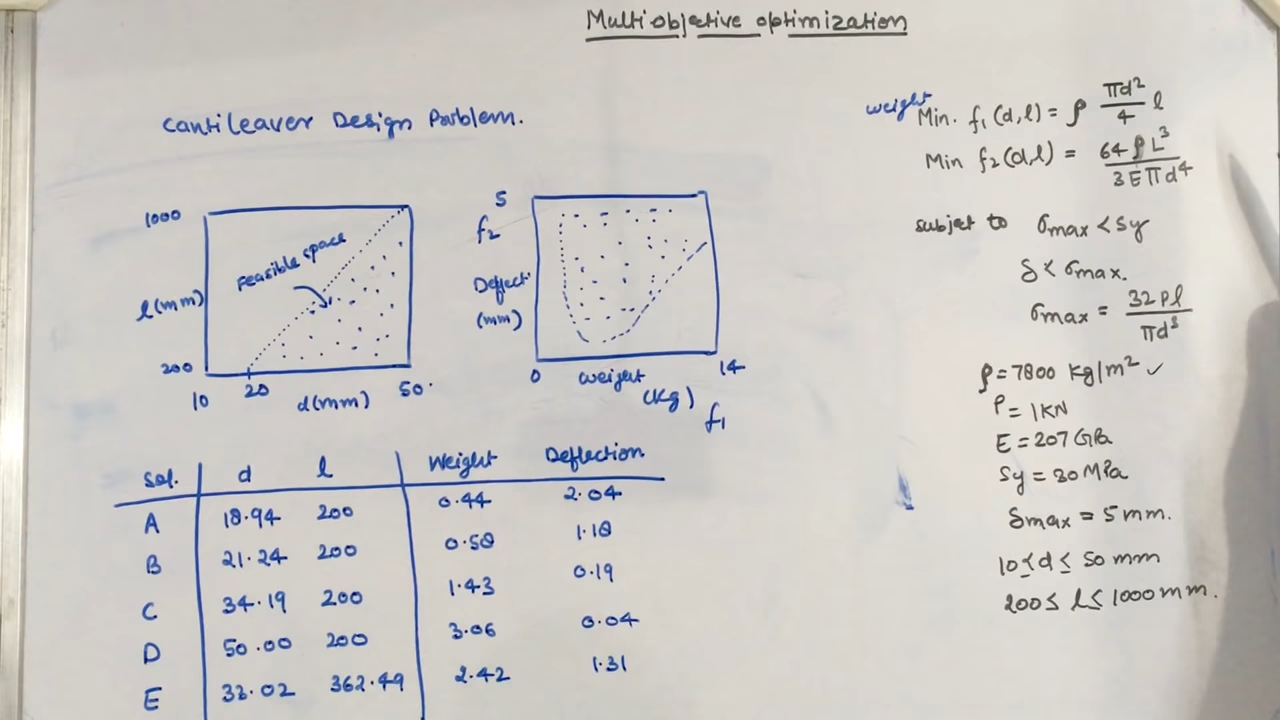 Multiobjective optimization
Cantileaver Design Problem.
1000
l(mm)
200
10 20 d(mm) 50.
Feasible space
5
f₂
Deflect.
(mm)
0 weight 14
(Kg) f₁
weight Min. f₁(d,l) = ρ πd²/4 l
Min f₂(d,l) = 64 P L³ / 3 E π d⁴
subject to σmax < Sy
δ < σmax.
σmax = 32 P l / πd³
ρ = 7800 Kg/m² ✓
P = 1KN
E = 207 GPa
Sy = 30 MPa
δmax = 5 mm.
10 ≤ d ≤ 50 mm
200 ≤ l ≤ 1000 mm.
Sol. d l Weight Deflection.
A 18.94 200 0.44 2.04
B 21.24 200 0.58 1.18
C 34.19 200 1.43 0.19
D 50.00 200 3.06 0.04
E 33.02 362.49 2.42 1.31